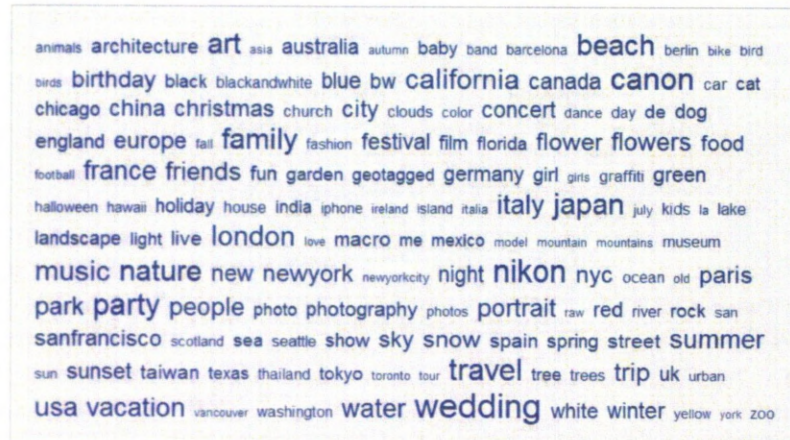 animals architecture art asia australia autumn baby band barcelona beach berlin bike bird
birds birthday black blackandwhite blue bw california canada canon car cat
chicago china christmas church city clouds color concert dance day de dog
england europe fall family fashion festival film florida flower flowers food
football france friends fun garden geotagged germany girl girls graffiti green
halloween hawaii holiday house india iphone ireland island italia italy japan july kids la lake
landscape light live london love macro me mexico model mountain mountains museum
music nature new newyork newyorkcity night nikon nyc ocean old paris
park party people photo photography photos portrait raw red river rock san
sanfrancisco scotland sea seattle show sky snow spain spring street summer
sun sunset taiwan texas thailand tokyo toronto tour travel tree trees trip uk urban
usa vacation vancouver washington water wedding white winter yellow york zoo